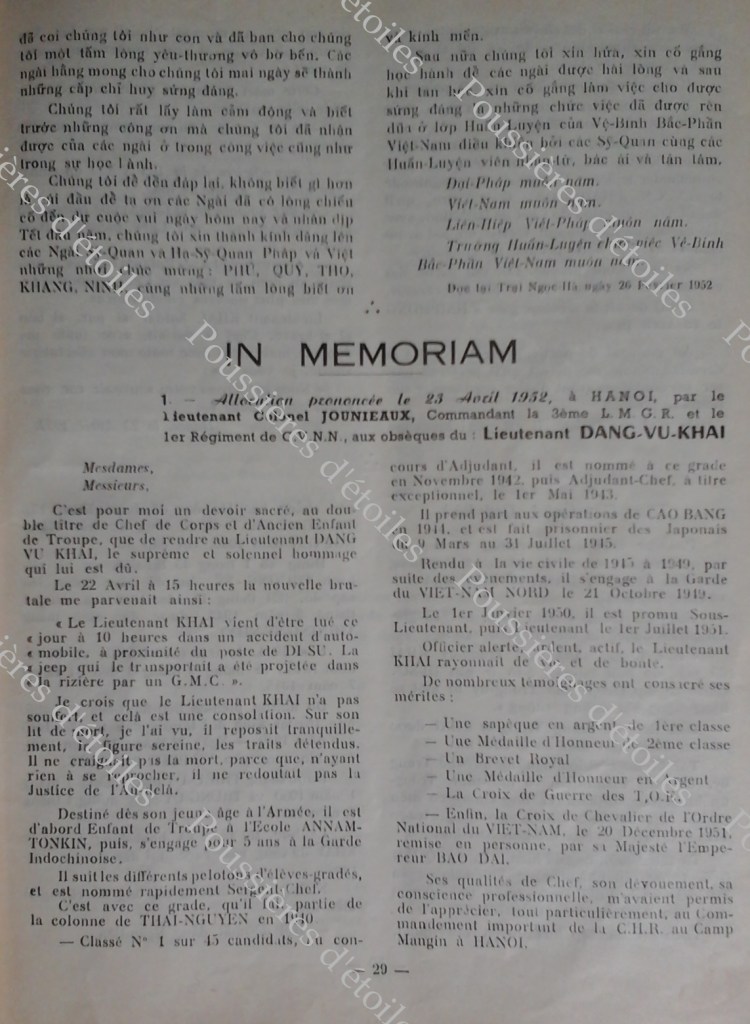 đã coi chúng tôi như con và đã ban cho chúng
tôi một tấm lòng yêu-thương vô bờ bến. Các
ngài hằng mong cho chúng tôi mai ngày sẽ thành
những cấp chỉ huy sứng đáng.
Chúng tôi rất lấy làm cảm động và biết
trước những công ơn mà chúng tôi đã nhận
được của các ngài ở trong công việc cũng như
trong sự học hành.
Chúng tôi để đền đáp lại, không biết gì hơn
là cúi đầu đề tạ ơn các Ngài đã có lòng chiếu
cố đến dự cuộc vui ngày hôm nay và nhân dịp
Tết đầu năm, chúng tôi xin thành kính dâng lên
các Ngài Sỹ-Quan và Hạ-Sỹ-Quan Pháp và Việt
những nhời chúc mừng: PHÚ, QUÝ, THỌ,
KHANG, NINH, cùng những tấm lòng biết ơn
và kính mến.
Sau nữa chúng tôi xin hứa, xin cố gắng
học hành để các ngài được hài lòng và sau
khi tan học xin cố gắng làm việc cho được
sứng đáng những chức việc đã được rèn
đũa ở lớp Huấn-Luyện của Vệ-Binh Bắc-Phần
Việt-Nam điều khiển bởi các Sỹ-Quan cùng các
Huấn-Luyện viên nhân từ, bác ái và tận tâm.
Đại-Pháp muôn năm.
Việt-Nam muôn năm.
Liên-Hiệp Việt-Pháp muôn năm.
Trường Huấn-Luyện chức việc Vệ-Binh
Bắc-Phần Việt-Nam muôn năm.
Đọc tại Trại Ngọc-Hà ngày 26 Février 1952
IN MEMORIAM
1. — Allocution prononcée le 23 Avril 1952, à HANOI, par le
Lieutenant Colonel JOUNIEAUX, Commandant la 3ème L.M.G.R. et le
1er Régiment de G.V.N.N., aux obsèques du : Lieutenant DANG-VU-KHAI
Mesdames,
Messieurs,
C'est pour moi un devoir sacré, au dou
ble titre de Chef de Corps et d'Ancien Enfant
de Troupe, que de rendre au Lieutenant DANG
VU KHAI, le suprême et solennel hommage
qui lui est dû.
Le 22 Avril à 15 heures la nouvelle bru-
tale me parvenait ainsi :
« Le Lieutenant KHAI vient d'être tué ce
« jour à 10 heures dans un accident d'auto-
« mobile, à proximité du poste de DI SU. La
« jeep qui le transportait a été projetée dans
« la rizière par un G.M.C. ».
Je crois que le Lieutenant KHAI n'a pas
souffert, et celà est une consolation. Sur son
lit de mort, je l'ai vu, il reposait tranquille-
ment, la figure sereine, les traits détendus.
Il ne craignait pas la mort, parce que, n'ayant
rien à se reprocher, il ne redoutait pas la
Justice de l'Au-delà.
Destiné dès son jeune âge à l'Armée, il est
d'abord Enfant de Troupe à l'Ecole ANNAM-
TONKIN, puis, s'engage pour 5 ans à la Garde
Indochinoise.
Il suit les différents pelotons d'élèves-gradés,
et est nommé rapidement Sergent-Chef.
C'est avec ce grade, qu'il fait partie de
la colonne de THAI-NGUYEN en 1940
— Classé N° 1 sur 45 candidats, au con-
cours d'Adjudant, il est nommé à ce grade
en Novembre 1942, puis Adjudant-Chef, à titre
exceptionnel, le 1er Mai 1943.
Il prend part aux opérations de CAO BANG
en 1944, et est fait prisonnier des Japonais
du 9 Mars au 31 Juillet 1945.
Rendu à la vie civile de 1945 à 1949, par
suite des évènements, il s'engage à la Garde
du VIET-NAM NORD le 21 Octobre 1949.
Le 1er Janvier 1950, il est promu Sous-
Lieutenant, puis Lieutenant le 1er Juillet 1951.
Officier alerte, ardent, actif, le Lieutenant
KHAI rayonnait de foi, et de bonté.
De nombreux témoignages ont consacré ses
mérites :
— Une sapèque en argent de 1ère classe
— Une Médaille d'Honneur de 2ème classe
— Un Brevet Royal
— Une Médaille d'Honneur en Argent
— La Croix de Guerre des T.O.E.
— Enfin, la Croix de Chevalier de l'Ordre
National du VIET-NAM, le 20 Décembre 1951,
remise en personne, par sa Majesté l'Empe-
reur BAO DAI.
Ses qualités de Chef, son dévouement, sa
conscience professionnelle, m'avaient permis
de l'apprécier, tout particulièrement, au Com-
mandement important de la C.H.R. au Camp
Mangin à HANOI.
— 29 —
Poussières d'étoiles